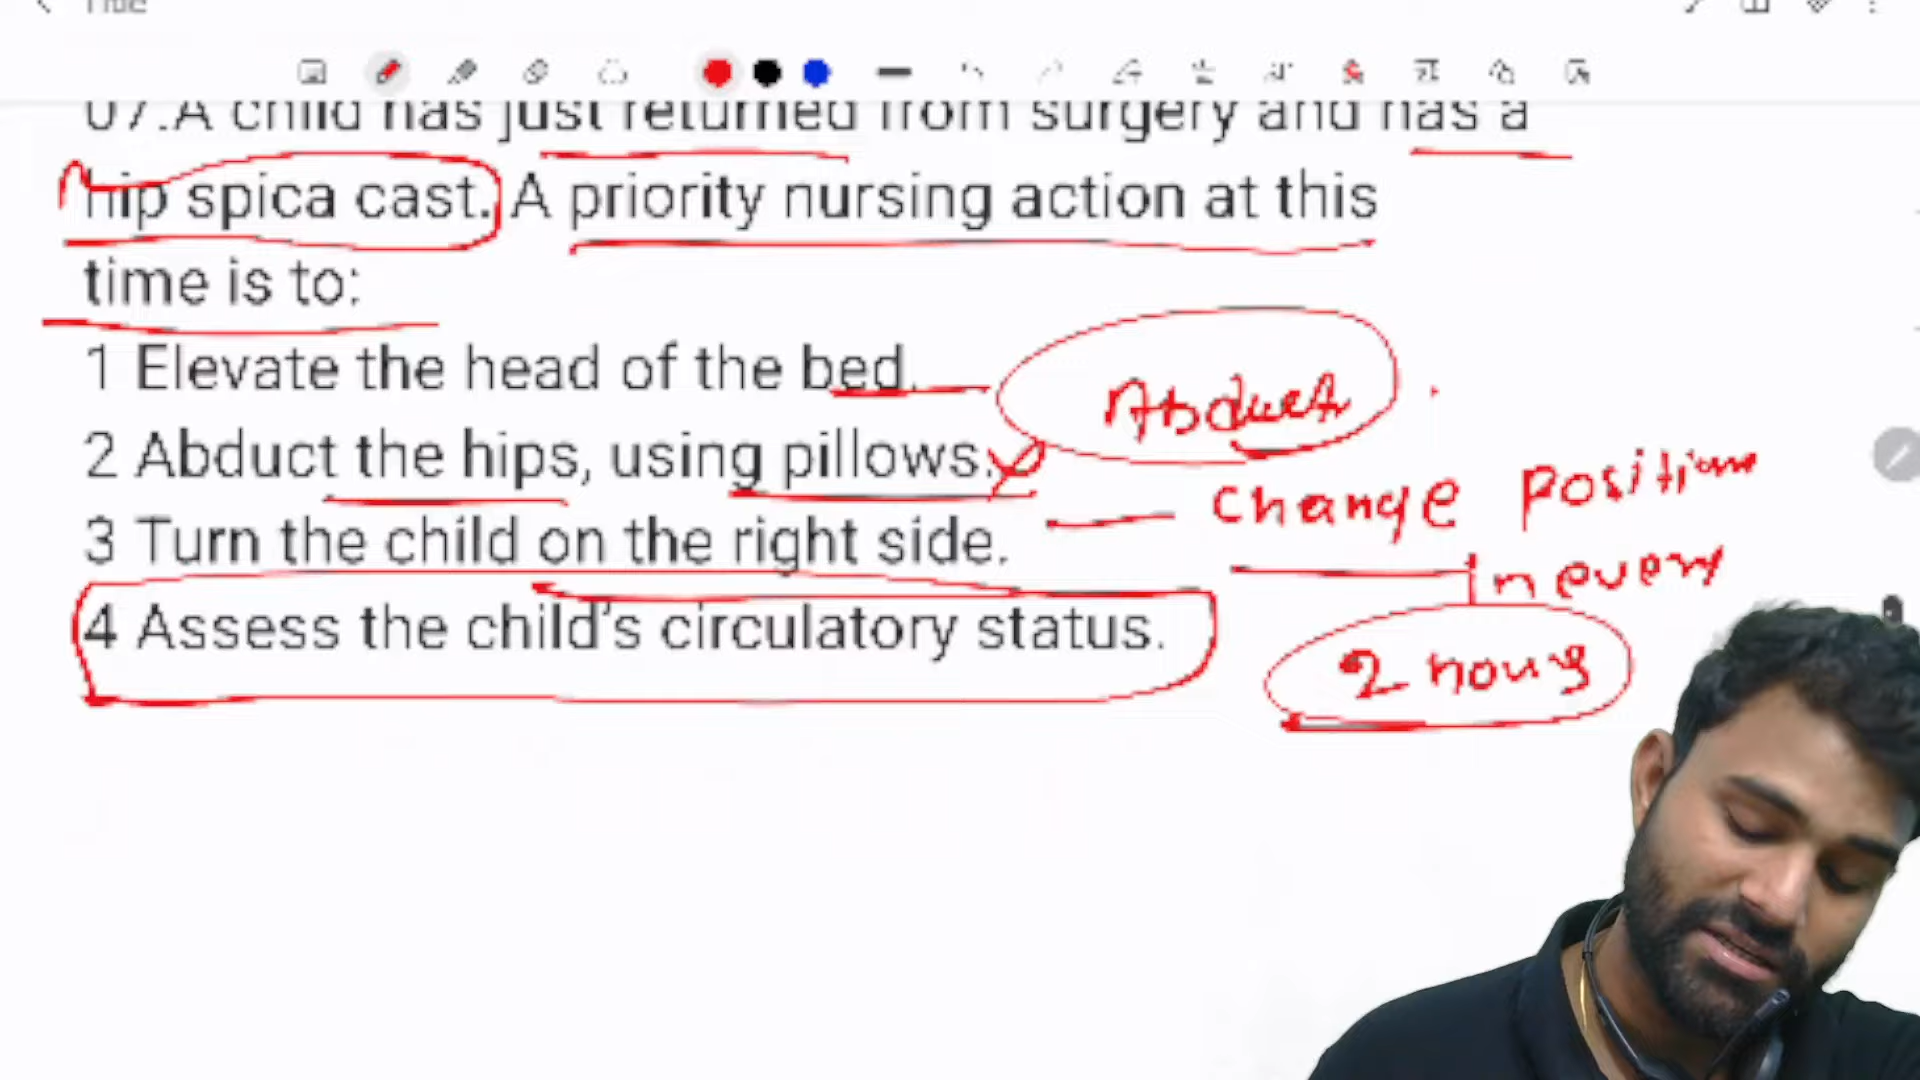 Title
07.A child has just returned from surgery and has a
hip spica cast. A priority nursing action at this
time is to:
1 Elevate the head of the bed.
Abduct
2 Abduct the hips, using pillows.
change position
3 Turn the child on the right side.
in every
4 Assess the child's circulatory status.
2 hours